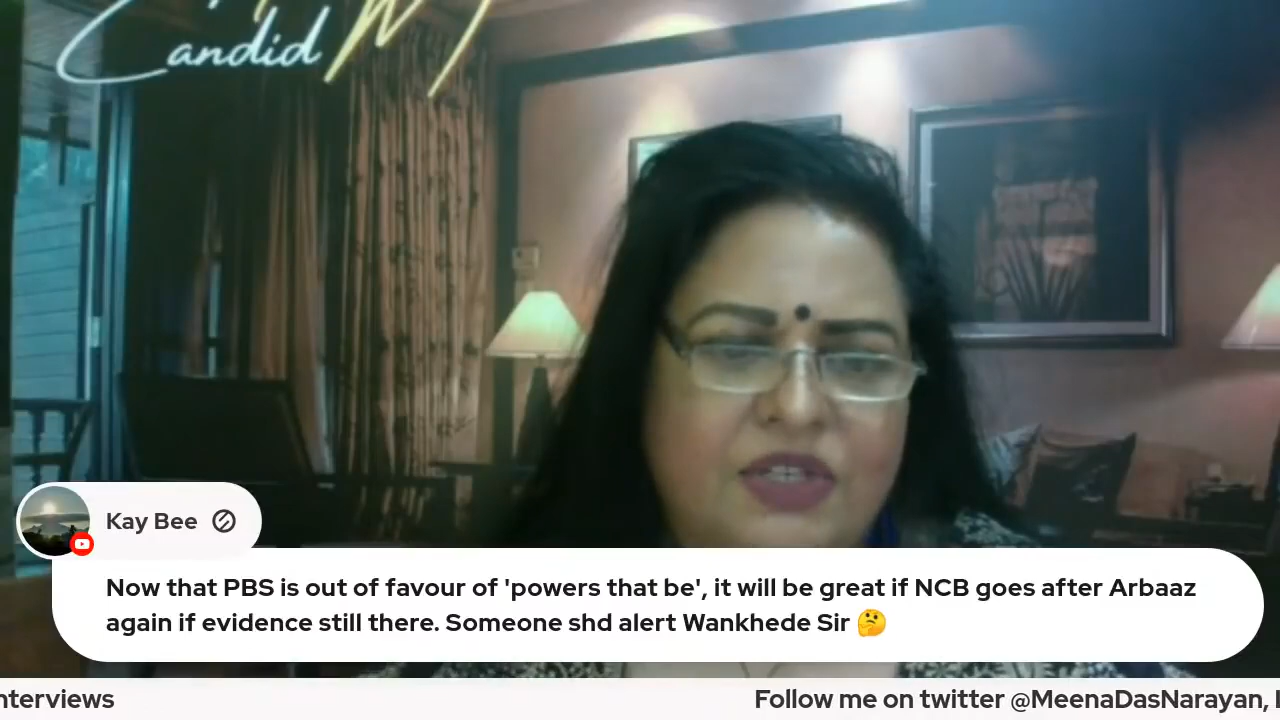 Candid M
Kay Bee
Now that PBS is out of favour of 'powers that be', it will be great if NCB goes after Arbaaz
again if evidence still there. Someone shd alert Wankhede Sir 🤔
nterviews
Follow me on twitter @MeenaDasNarayan,